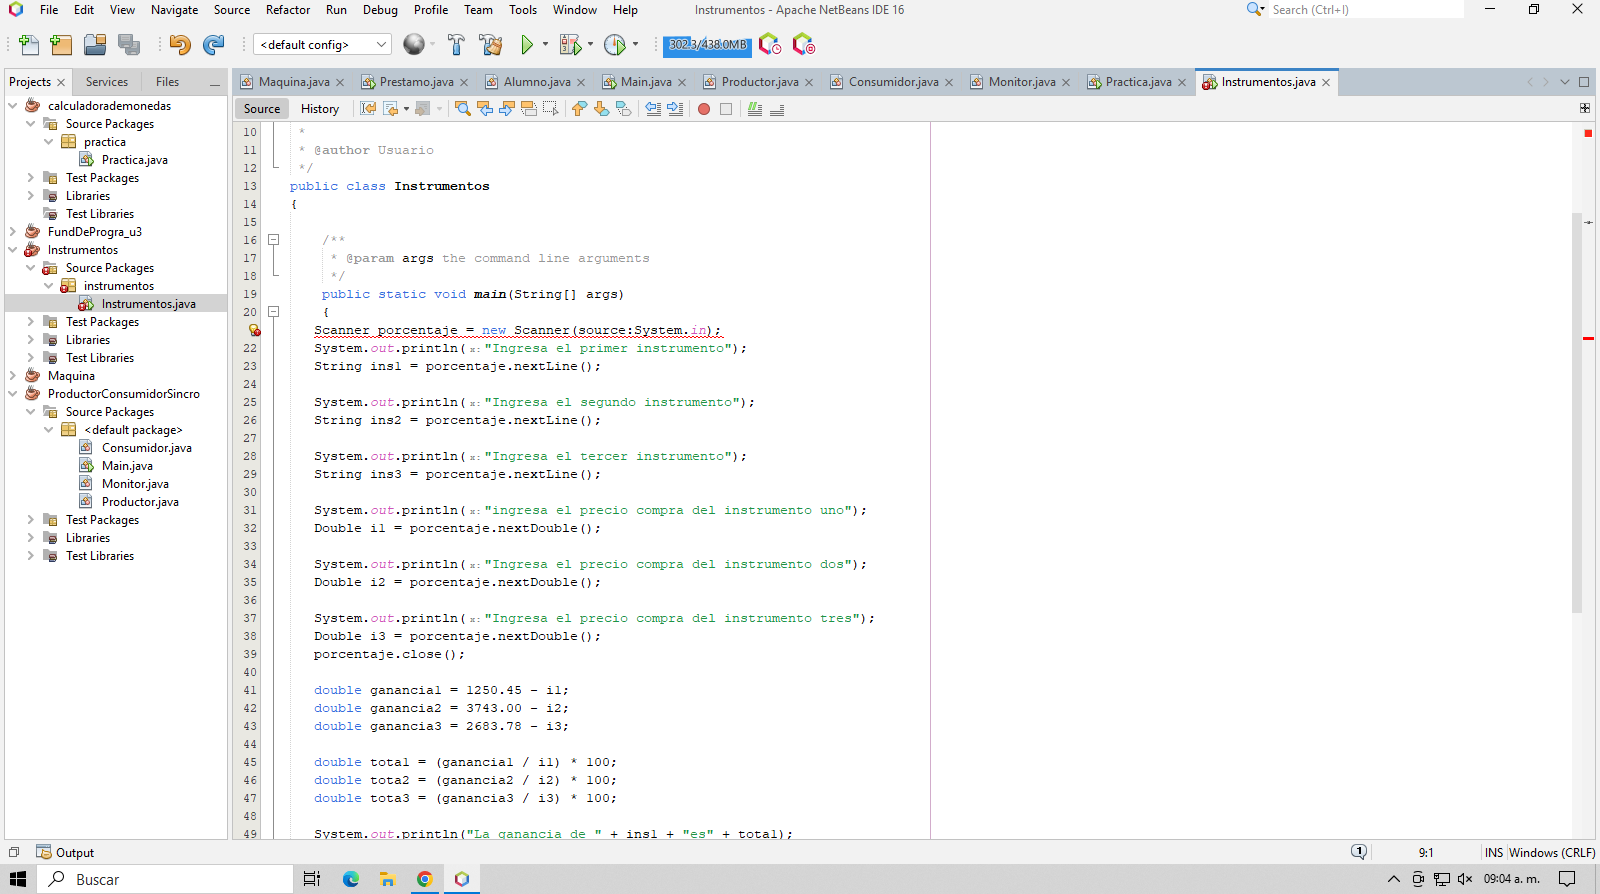 File Edit View Navigate Source Refactor Run Debug Profile Team Tools Window Help
Instrumentos - Apache NetBeans IDE 16
Search (Ctrl+I)
<default config>
302.3/438.0MB
Projects Services Files
Maquina.java Prestamo.java Alumno.java Main.java Productor.java Consumidor.java Monitor.java Practica.java Instrumentos.java
Source History
calculadorademonedas
Source Packages
practica
Practica.java
Test Packages
Libraries
Test Libraries
FundDeProgra_u3
Instrumentos
Source Packages
instrumentos
Instrumentos.java
Test Packages
Libraries
Test Libraries
Maquina
ProductorConsumidorSincro
Source Packages
<default package>
Consumidor.java
Main.java
Monitor.java
Productor.java
Test Packages
Libraries
Test Libraries
10 *
11 * @author Usuario
12 */
13 public class Instrumentos
14 {
15
16 /**
17 * @param args the command line arguments
18 */
19 public static void main(String[] args)
20 {
Scanner porcentaje = new Scanner(source:System.in);
22 System.out.println(x:"Ingresa el primer instrumento");
23 String ins1 = porcentaje.nextLine();
24
25 System.out.println(x:"Ingresa el segundo instrumento");
26 String ins2 = porcentaje.nextLine();
27
28 System.out.println(x:"Ingresa el tercer instrumento");
29 String ins3 = porcentaje.nextLine();
30
31 System.out.println(x:"ingresa el precio compra del instrumento uno");
32 Double i1 = porcentaje.nextDouble();
33
34 System.out.println(x:"Ingresa el precio compra del instrumento dos");
35 Double i2 = porcentaje.nextDouble();
36
37 System.out.println(x:"Ingresa el precio compra del instrumento tres");
38 Double i3 = porcentaje.nextDouble();
39 porcentaje.close();
40
41 double ganancia1 = 1250.45 - i1;
42 double ganancia2 = 3743.00 - i2;
43 double ganancia3 = 2683.78 - i3;
44
45 double tota1 = (ganancia1 / i1) * 100;
46 double tota2 = (ganancia2 / i2) * 100;
47 double tota3 = (ganancia3 / i3) * 100;
48
49 System.out.println("La ganancia de " + ins1 + "es" + tota1);
Output
1
9:1
INS
Windows (CRLF)
Buscar
09:04 a. m.